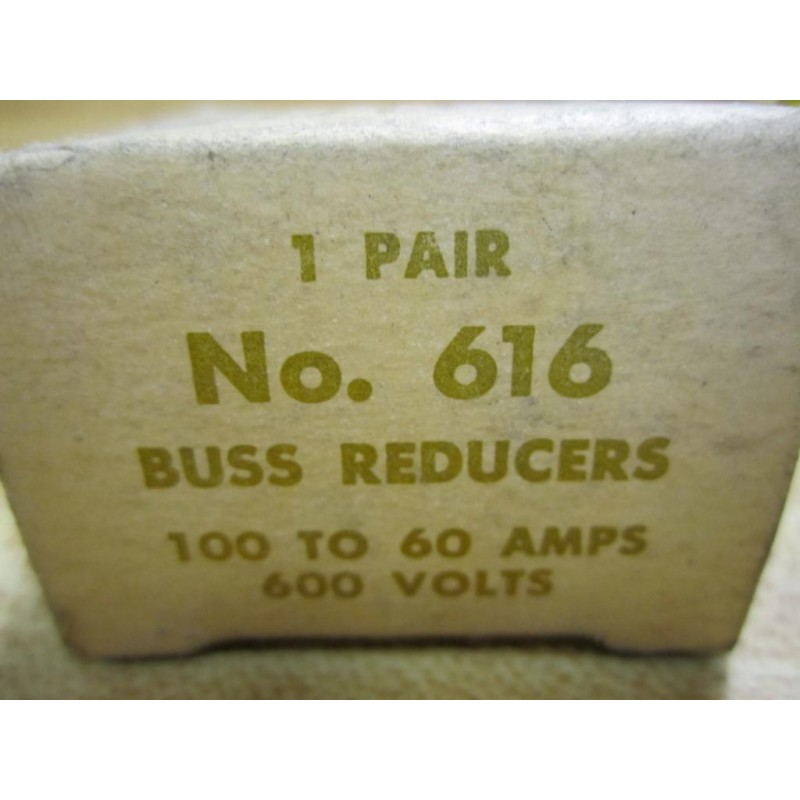 1 PAIR
No. 616
BUSS REDUCERS
100 TO 60 AMPS
600 VOLTS